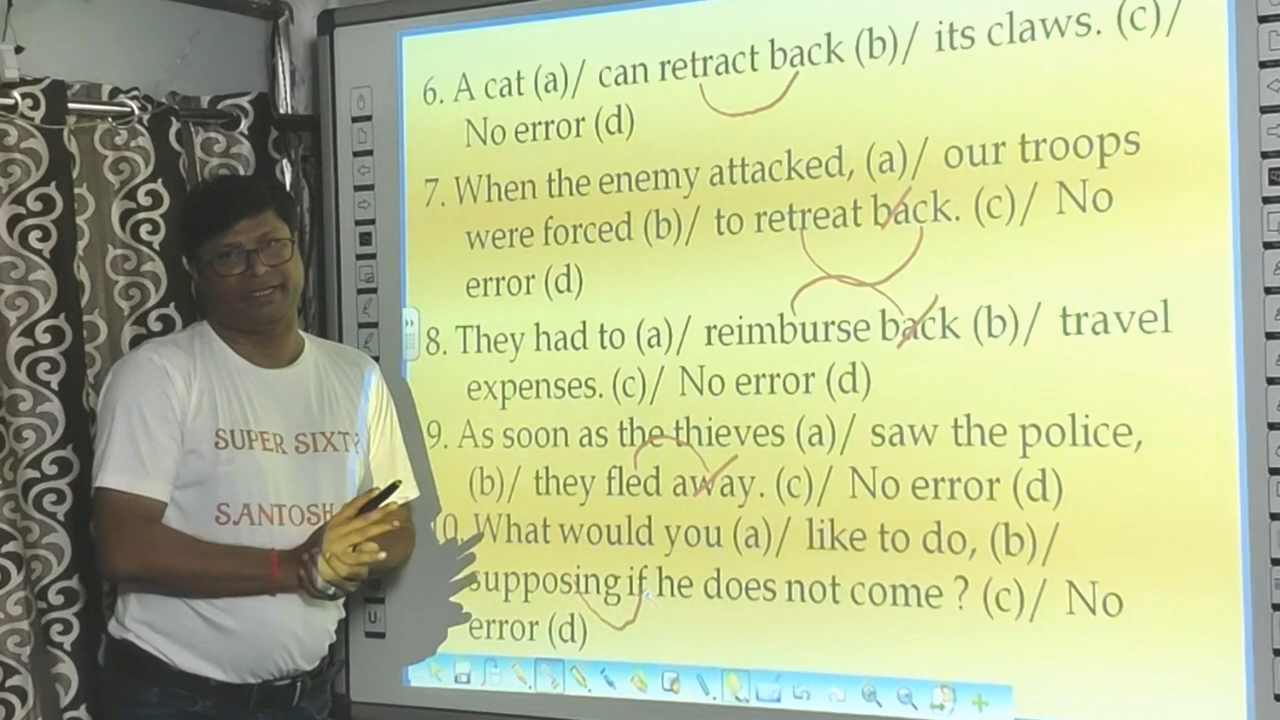 6. A cat (a)/ can retract back (b)/ its claws. (c)/
No error (d)
7. When the enemy attacked, (a)/ our troops
were forced (b)/ to retreat back. (c)/ No
error (d)
8. They had to (a)/ reimburse back (b)/ travel
expenses. (c)/ No error (d)
9. As soon as the thieves (a)/ saw the police,
(b)/ they fled away. (c)/ No error (d)
10. What would you (a)/ like to do, (b)/
supposing if he does not come ? (c)/ No
error (d)
SUPER SIXTY
SANTOSH